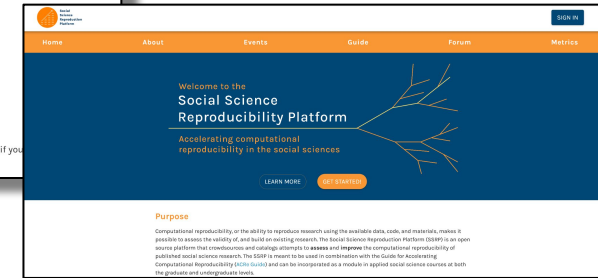 Social
Science
Reproduction
Platform
SIGN IN
Home About Events Guide Forum Metrics
Welcome to the
Social Science
Reproducibility Platform
Accelerating computational
reproducibility in the social sciences
if you
LEARN MORE GET STARTED!
Purpose
Computational reproducibility, or the ability to reproduce research using the available data, code, and materials, makes it
possible to assess the validity of, and build on existing research. The Social Science Reproduction Platform (SSRP) is an open
source platform that crowdsources and catalogs attempts to assess and improve the computational reproducibility of
published social science research. The SSRP is meant to be used in combination with the Guide for Accelerating
Computational Reproducibility (ACRe Guide) and can be incorporated as a module in applied social science courses at both
the graduate and undergraduate levels.